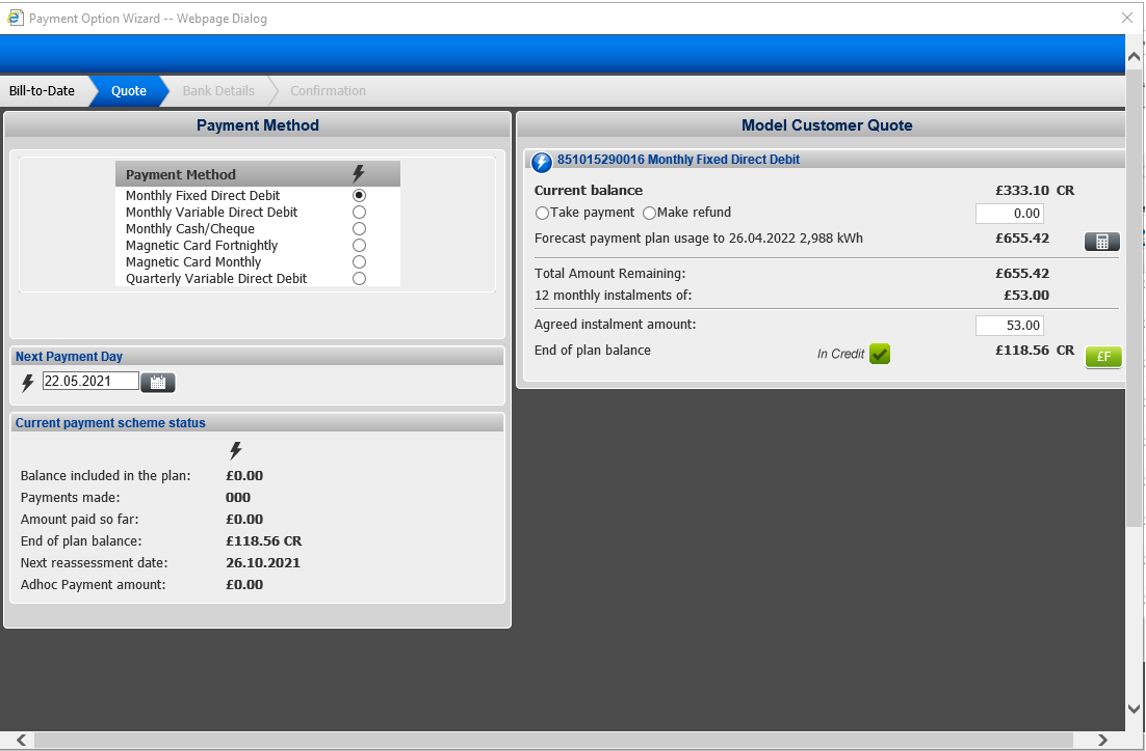 Payment Option Wizard -- Webpage Dialog
Bill-to-Date Quote Bank Details Confirmation
Payment Method
Payment Method
Monthly Fixed Direct Debit
Monthly Variable Direct Debit
Monthly Cash/Cheque
Magnetic Card Fortnightly
Magnetic Card Monthly
Quarterly Variable Direct Debit
Next Payment Day
22.05.2021
Current payment scheme status
Balance included in the plan: £0.00
Payments made: 000
Amount paid so far: £0.00
End of plan balance: £118.56 CR
Next reassessment date: 26.10.2021
Adhoc Payment amount: £0.00
Model Customer Quote
851015290016 Monthly Fixed Direct Debit
Current balance £333.10 CR
Take payment Make refund 0.00
Forecast payment plan usage to 26.04.2022 2,988 kWh £655.42
Total Amount Remaining: £655.42
12 monthly instalments of: £53.00
Agreed instalment amount: 53.00
End of plan balance In Credit £118.56 CR £F